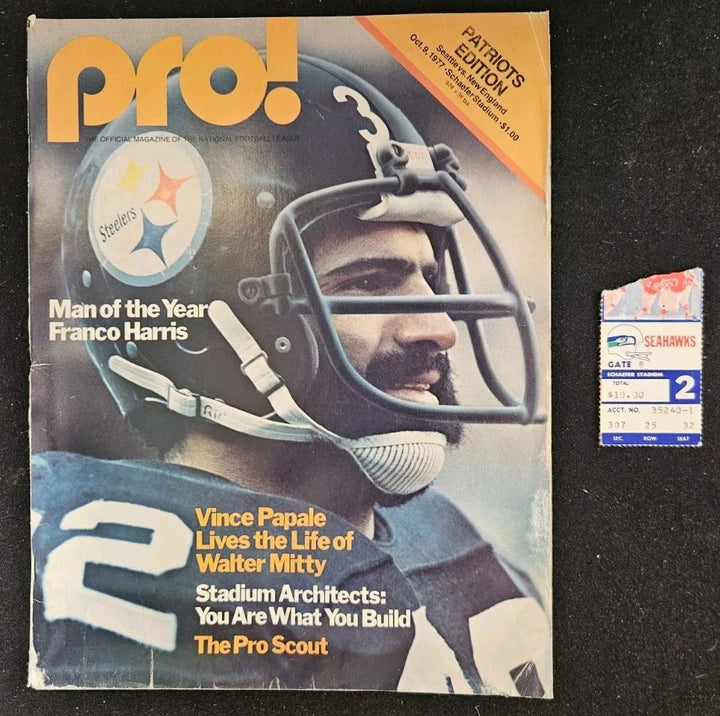 pro!
THE OFFICIAL MAGAZINE OF THE NATIONAL FOOTBALL LEAGUE
PATRIOTS
EDITION
Seattle vs. New England
Oct. 9, 1977 • Schaefer Stadium • $1.00
3
Steelers
Man of the Year
Franco Harris
2
Vince Papale
Lives the Life of
Walter Mitty
Stadium Architects:
You Are What You Build
The Pro Scout
SEAHAWKS
GATE B
SCHAEFER STADIUM
TOTAL
$10.00
2
ACCT. NO. 35240-1
307 25 32
SEC. ROW SEAT